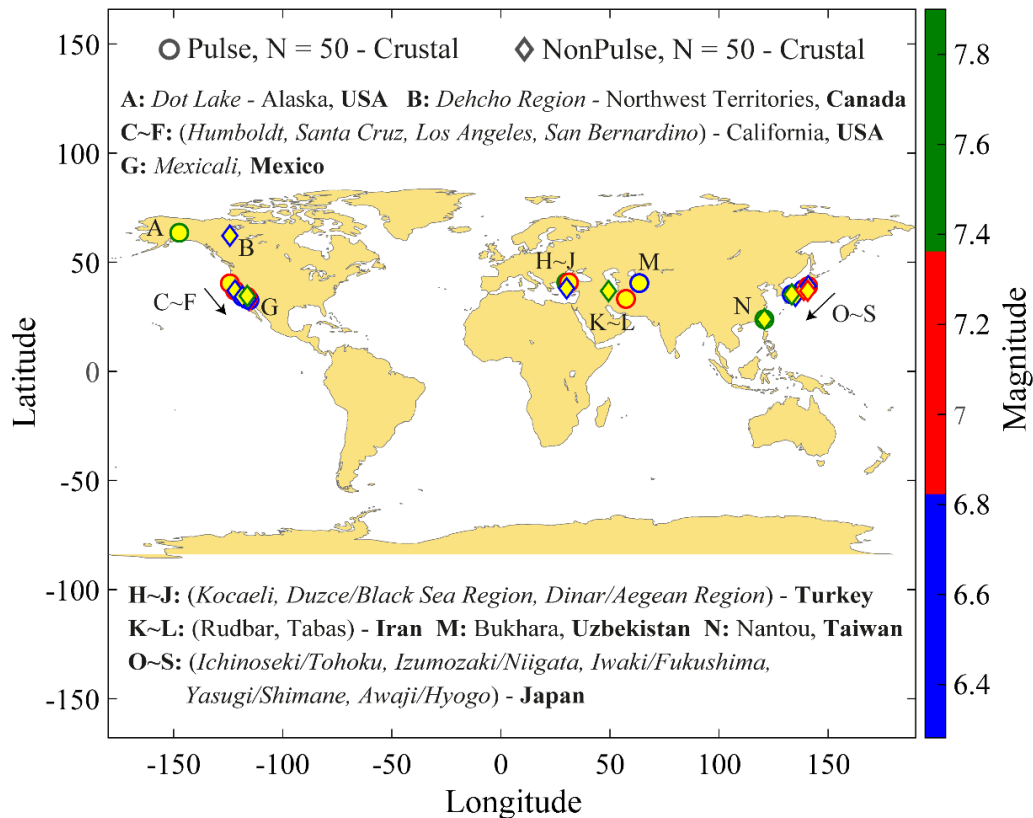 Pulse, N = 50 - Crustal
NonPulse, N = 50 - Crustal
A: Dot Lake - Alaska, USA B: Dehcho Region - Northwest Territories, Canada
C~F: (Humboldt, Santa Cruz, Los Angeles, San Bernardino) - California, USA
G: Mexicali, Mexico
A
B
C~F
G
H~J
M
K~L
N
O~S
H~J: (Kocaeli, Duzce/Black Sea Region, Dinar/Aegean Region) - Turkey
K~L: (Rudbar, Tabas) - Iran M: Bukhara, Uzbekistan N: Nantou, Taiwan
O~S: (Ichinoseki/Tohoku, Izumozaki/Niigata, Iwaki/Fukushima,
Yasugi/Shimane, Awaji/Hyogo) - Japan
150
100
50
0
-50
-100
-150
Latitude
-150
-100
-50
0
50
100
150
Longitude
7.8
7.6
7.4
7.2
7
6.8
6.6
6.4
Magnitude